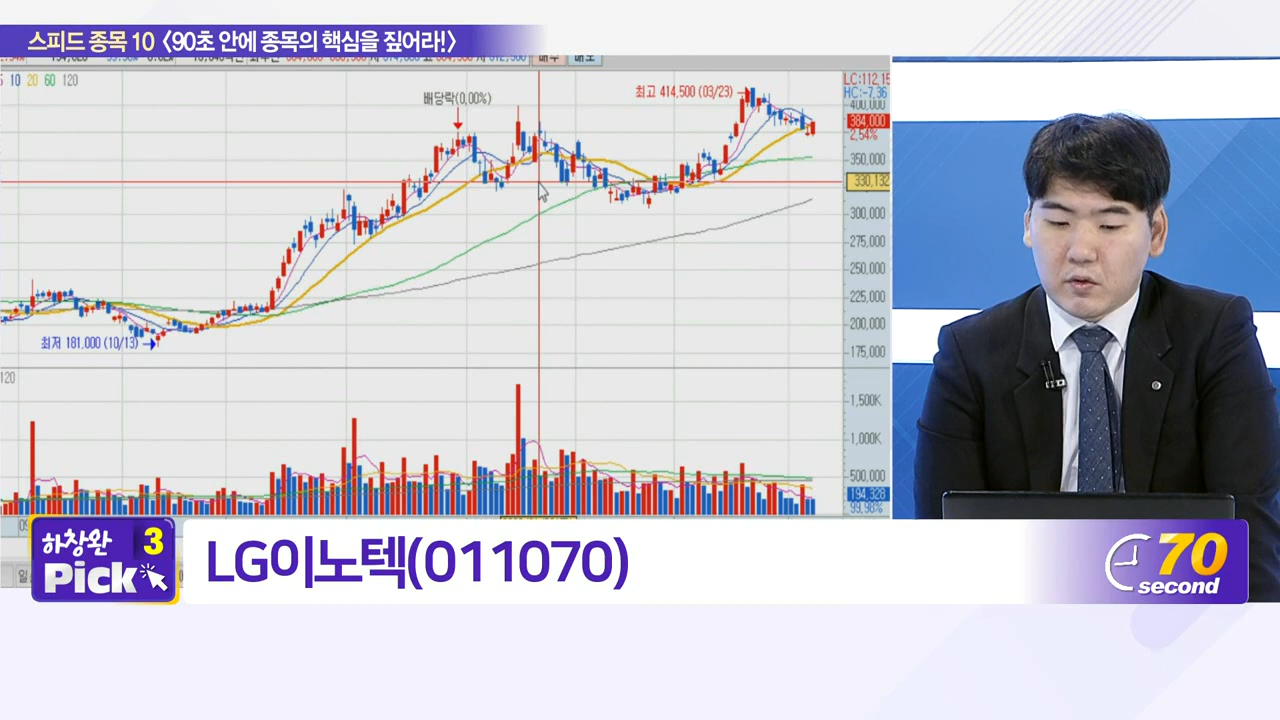 스피드 종목 10 〈90초 안에 종목의 핵심을 짚어라!〉
5 10 20 60 120
배당락(0,00%)
최고 414,500 (03/23)
LC:112,15
HC:-7,36
400,000
384,000
2,54%
350,000
330,132
300,000
275,000
250,000
225,000
200,000
175,000
최저 181,000 (10/13)
120
1,500K
1,000K
500,000
194,328
99,98%
하창완 3
Pick
LG이노텍(011070)
70
second